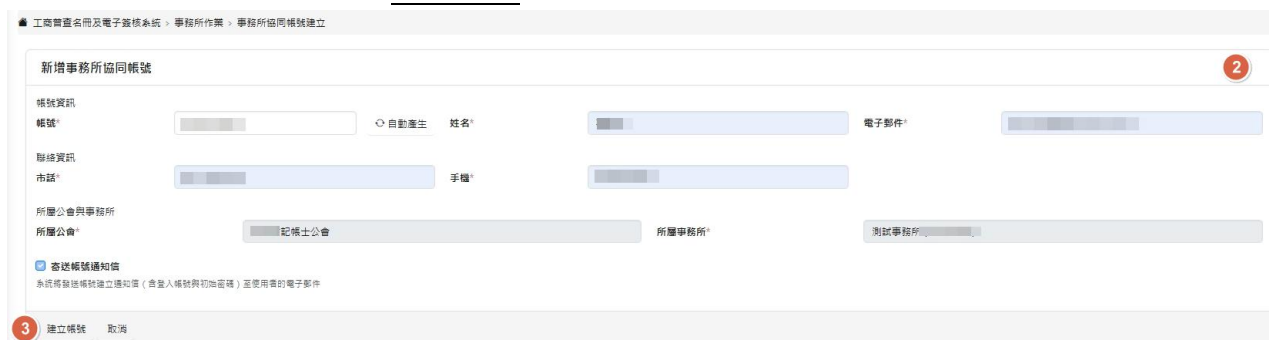 工商普查名冊及電子簽核系統 > 事務所作業 > 事務所協同帳號建立
新增事務所協同帳號 2
帳號資訊
帳號* 自動產生 姓名* 電子郵件*
聯絡資訊
市話* 手機*
所屬公會與事務所
所屬公會* 記帳士公會 所屬事務所* 測試事務所
寄送帳號通知信
系統將發送帳號建立通知信（含登入帳號與初始密碼）至使用者的電子郵件
3 建立帳號 取消